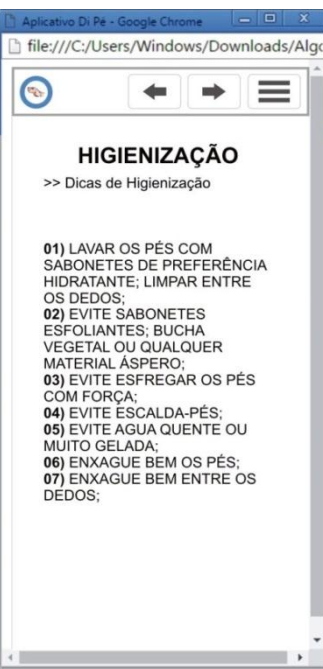 Aplicativo Di Pé - Google Chrome
file:///C:/Users/Windows/Downloads/Algo
HIGIENIZAÇÃO
>> Dicas de Higienização
01) LAVAR OS PÉS COM
SABONETES DE PREFERÊNCIA
HIDRATANTE; LIMPAR ENTRE
OS DEDOS;
02) EVITE SABONETES
ESFOLIANTES; BUCHA
VEGETAL OU QUALQUER
MATERIAL ÁSPERO;
03) EVITE ESFREGAR OS PÉS
COM FORÇA;
04) EVITE ESCALDA-PÉS;
05) EVITE AGUA QUENTE OU
MUITO GELADA;
06) ENXAGUE BEM OS PÉS;
07) ENXAGUE BEM ENTRE OS
DEDOS;